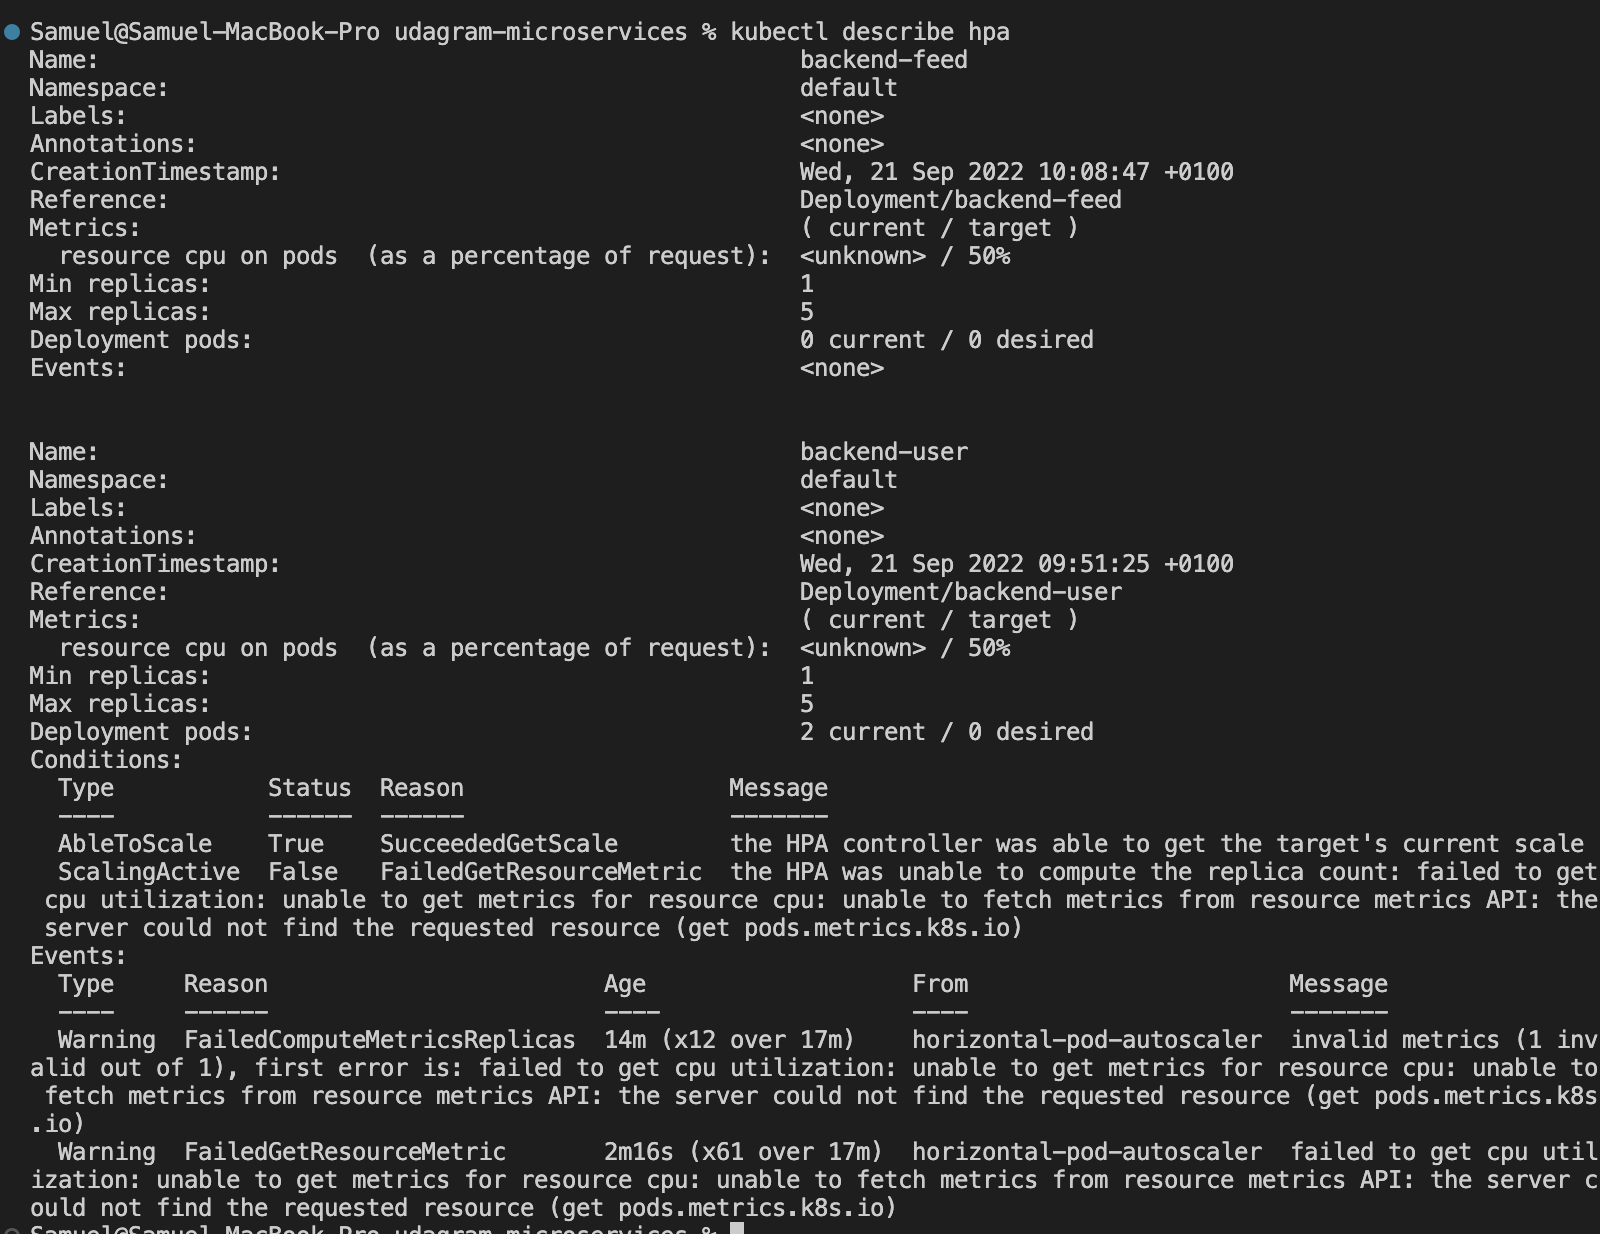 Samuel@Samuel-MacBook-Pro udagram-microservices % kubectl describe hpa
Name:                                                  backend-feed
Namespace:                                             default
Labels:                                                <none>
Annotations:                                           <none>
CreationTimestamp:                                     Wed, 21 Sep 2022 10:08:47 +0100
Reference:                                             Deployment/backend-feed
Metrics:                                               ( current / target )
  resource cpu on pods  (as a percentage of request):  <unknown> / 50%
Min replicas:                                          1
Max replicas:                                          5
Deployment pods:                                       0 current / 0 desired
Events:                                                <none>
Name:                                                  backend-user
Namespace:                                             default
Labels:                                                <none>
Annotations:                                           <none>
CreationTimestamp:                                     Wed, 21 Sep 2022 09:51:25 +0100
Reference:                                             Deployment/backend-user
Metrics:                                               ( current / target )
  resource cpu on pods  (as a percentage of request):  <unknown> / 50%
Min replicas:                                          1
Max replicas:                                          5
Deployment pods:                                       2 current / 0 desired
Conditions:
  Type           Status  Reason                   Message
  ----           ------  ------                   -------
  AbleToScale    True    SucceededGetScale        the HPA controller was able to get the target's current scale
  ScalingActive  False   FailedGetResourceMetric  the HPA was unable to compute the replica count: failed to get
 cpu utilization: unable to get metrics for resource cpu: unable to fetch metrics from resource metrics API: the
 server could not find the requested resource (get pods.metrics.k8s.io)
Events:
  Type     Reason                        Age                   From                       Message
  ----     ------                        ----                  ----                       -------
  Warning  FailedComputeMetricsReplicas  14m (x12 over 17m)    horizontal-pod-autoscaler  invalid metrics (1 inv
alid out of 1), first error is: failed to get cpu utilization: unable to get metrics for resource cpu: unable to
 fetch metrics from resource metrics API: the server could not find the requested resource (get pods.metrics.k8s
.io)
  Warning  FailedGetResourceMetric       2m16s (x61 over 17m)  horizontal-pod-autoscaler  failed to get cpu util
ization: unable to get metrics for resource cpu: unable to fetch metrics from resource metrics API: the server c
ould not find the requested resource (get pods.metrics.k8s.io)
Samuel@Samuel-MacBook-Pro udagram-microservices %